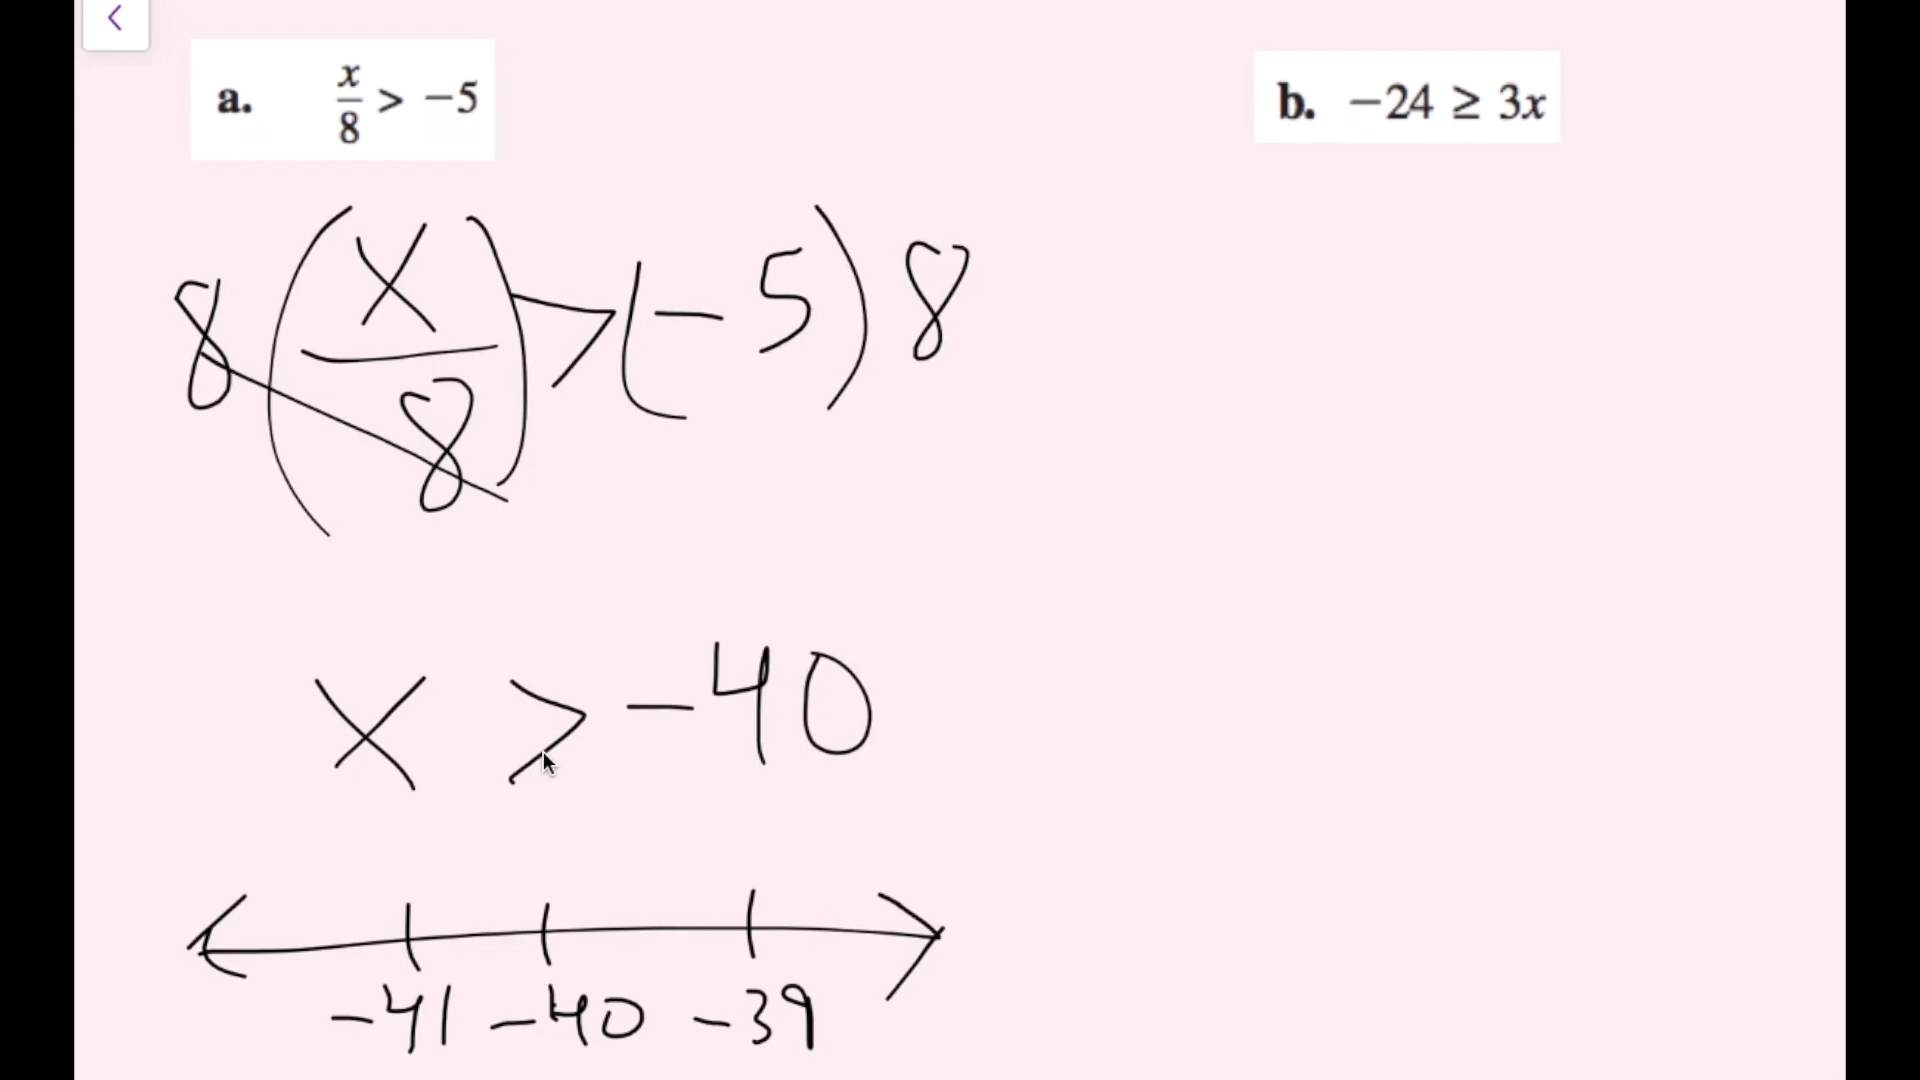 a. x/8 > −5
b. −24 ≥ 3x
8(x/8) > (−5)8
x > −40
−41 −40 −39